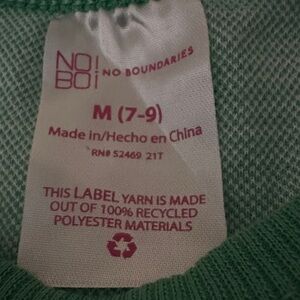 NO!
BO! NO BOUNDARIES
M (7-9)
Made in/Hecho en China
RN# 52469 21T
THIS LABEL YARN IS MADE
OUT OF 100% RECYCLED
POLYESTER MATERIALS